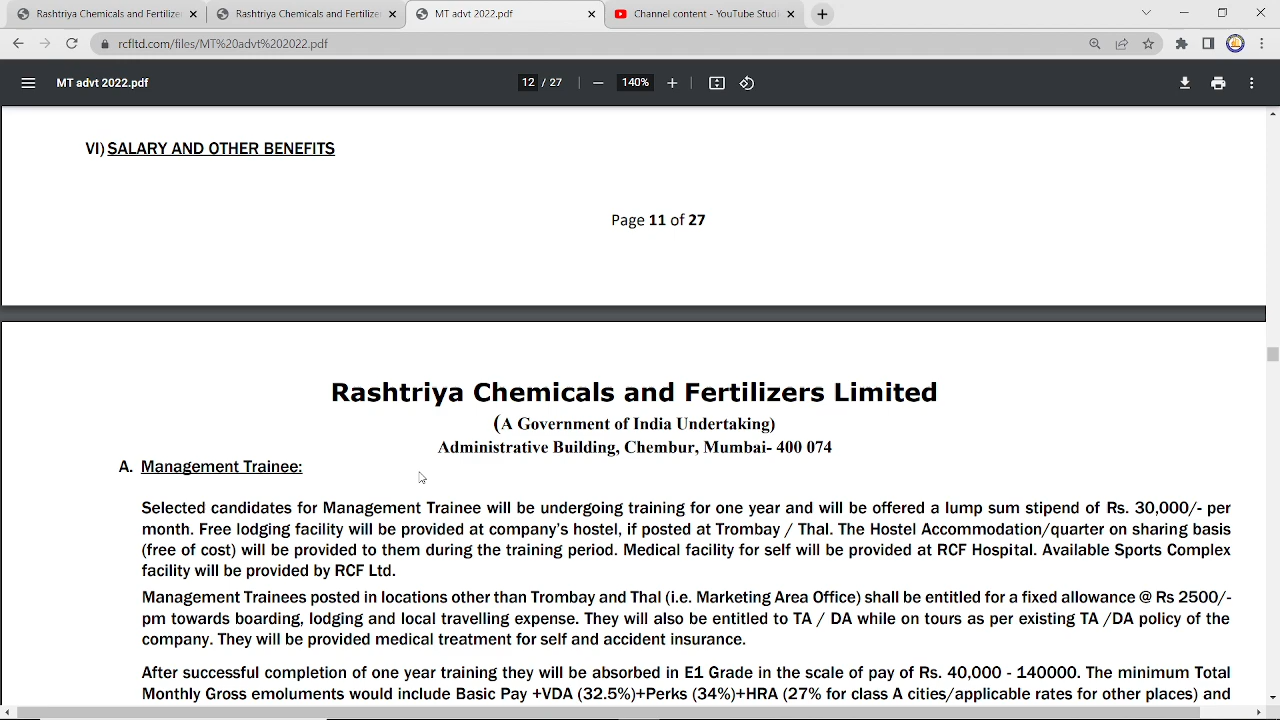 Rashtriya Chemicals and Fertilizer
Rashtriya Chemicals and Fertilize
MT advt 2022.pdf
Channel content - YouTube Studi
rcfltd.com/files/MT%20advt%202022.pdf
MT advt 2022.pdf
12 / 27
140%
VI) SALARY AND OTHER BENEFITS
Page 11 of 27
Rashtriya Chemicals and Fertilizers Limited
(A Government of India Undertaking)
Administrative Building, Chembur, Mumbai- 400 074
A. Management Trainee:
Selected candidates for Management Trainee will be undergoing training for one year and will be offered a lump sum stipend of Rs. 30,000/- per
month. Free lodging facility will be provided at company's hostel, if posted at Trombay / Thal. The Hostel Accommodation/quarter on sharing basis
(free of cost) will be provided to them during the training period. Medical facility for self will be provided at RCF Hospital. Available Sports Complex
facility will be provided by RCF Ltd.
Management Trainees posted in locations other than Trombay and Thal (i.e. Marketing Area Office) shall be entitled for a fixed allowance @ Rs 2500/-
pm towards boarding, lodging and local travelling expense. They will also be entitled to TA / DA while on tours as per existing TA /DA policy of the
company. They will be provided medical treatment for self and accident insurance.
After successful completion of one year training they will be absorbed in E1 Grade in the scale of pay of Rs. 40,000 - 140000. The minimum Total
Monthly Gross emoluments would include Basic Pay +VDA (32.5%)+Perks (34%)+HRA (27% for class A cities/applicable rates for other places) and